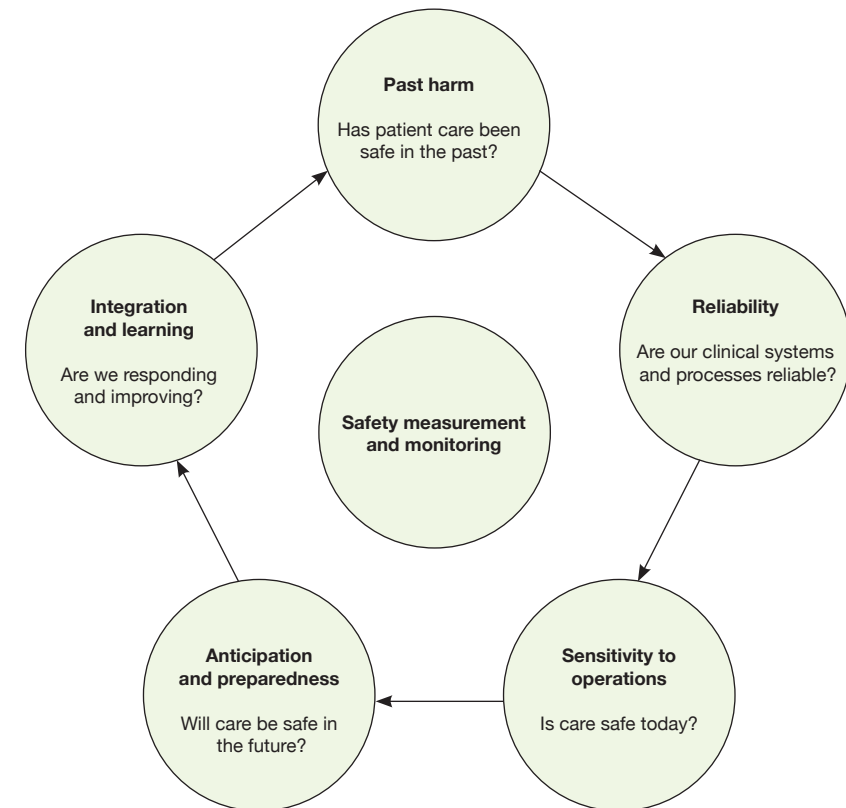 Past harm
Has patient care been
safe in the past?
Reliability
Are our clinical systems
and processes reliable?
Sensitivity to
operations
Is care safe today?
Anticipation
and preparedness
Will care be safe in
the future?
Integration
and learning
Are we responding
and improving?
Safety measurement
and monitoring